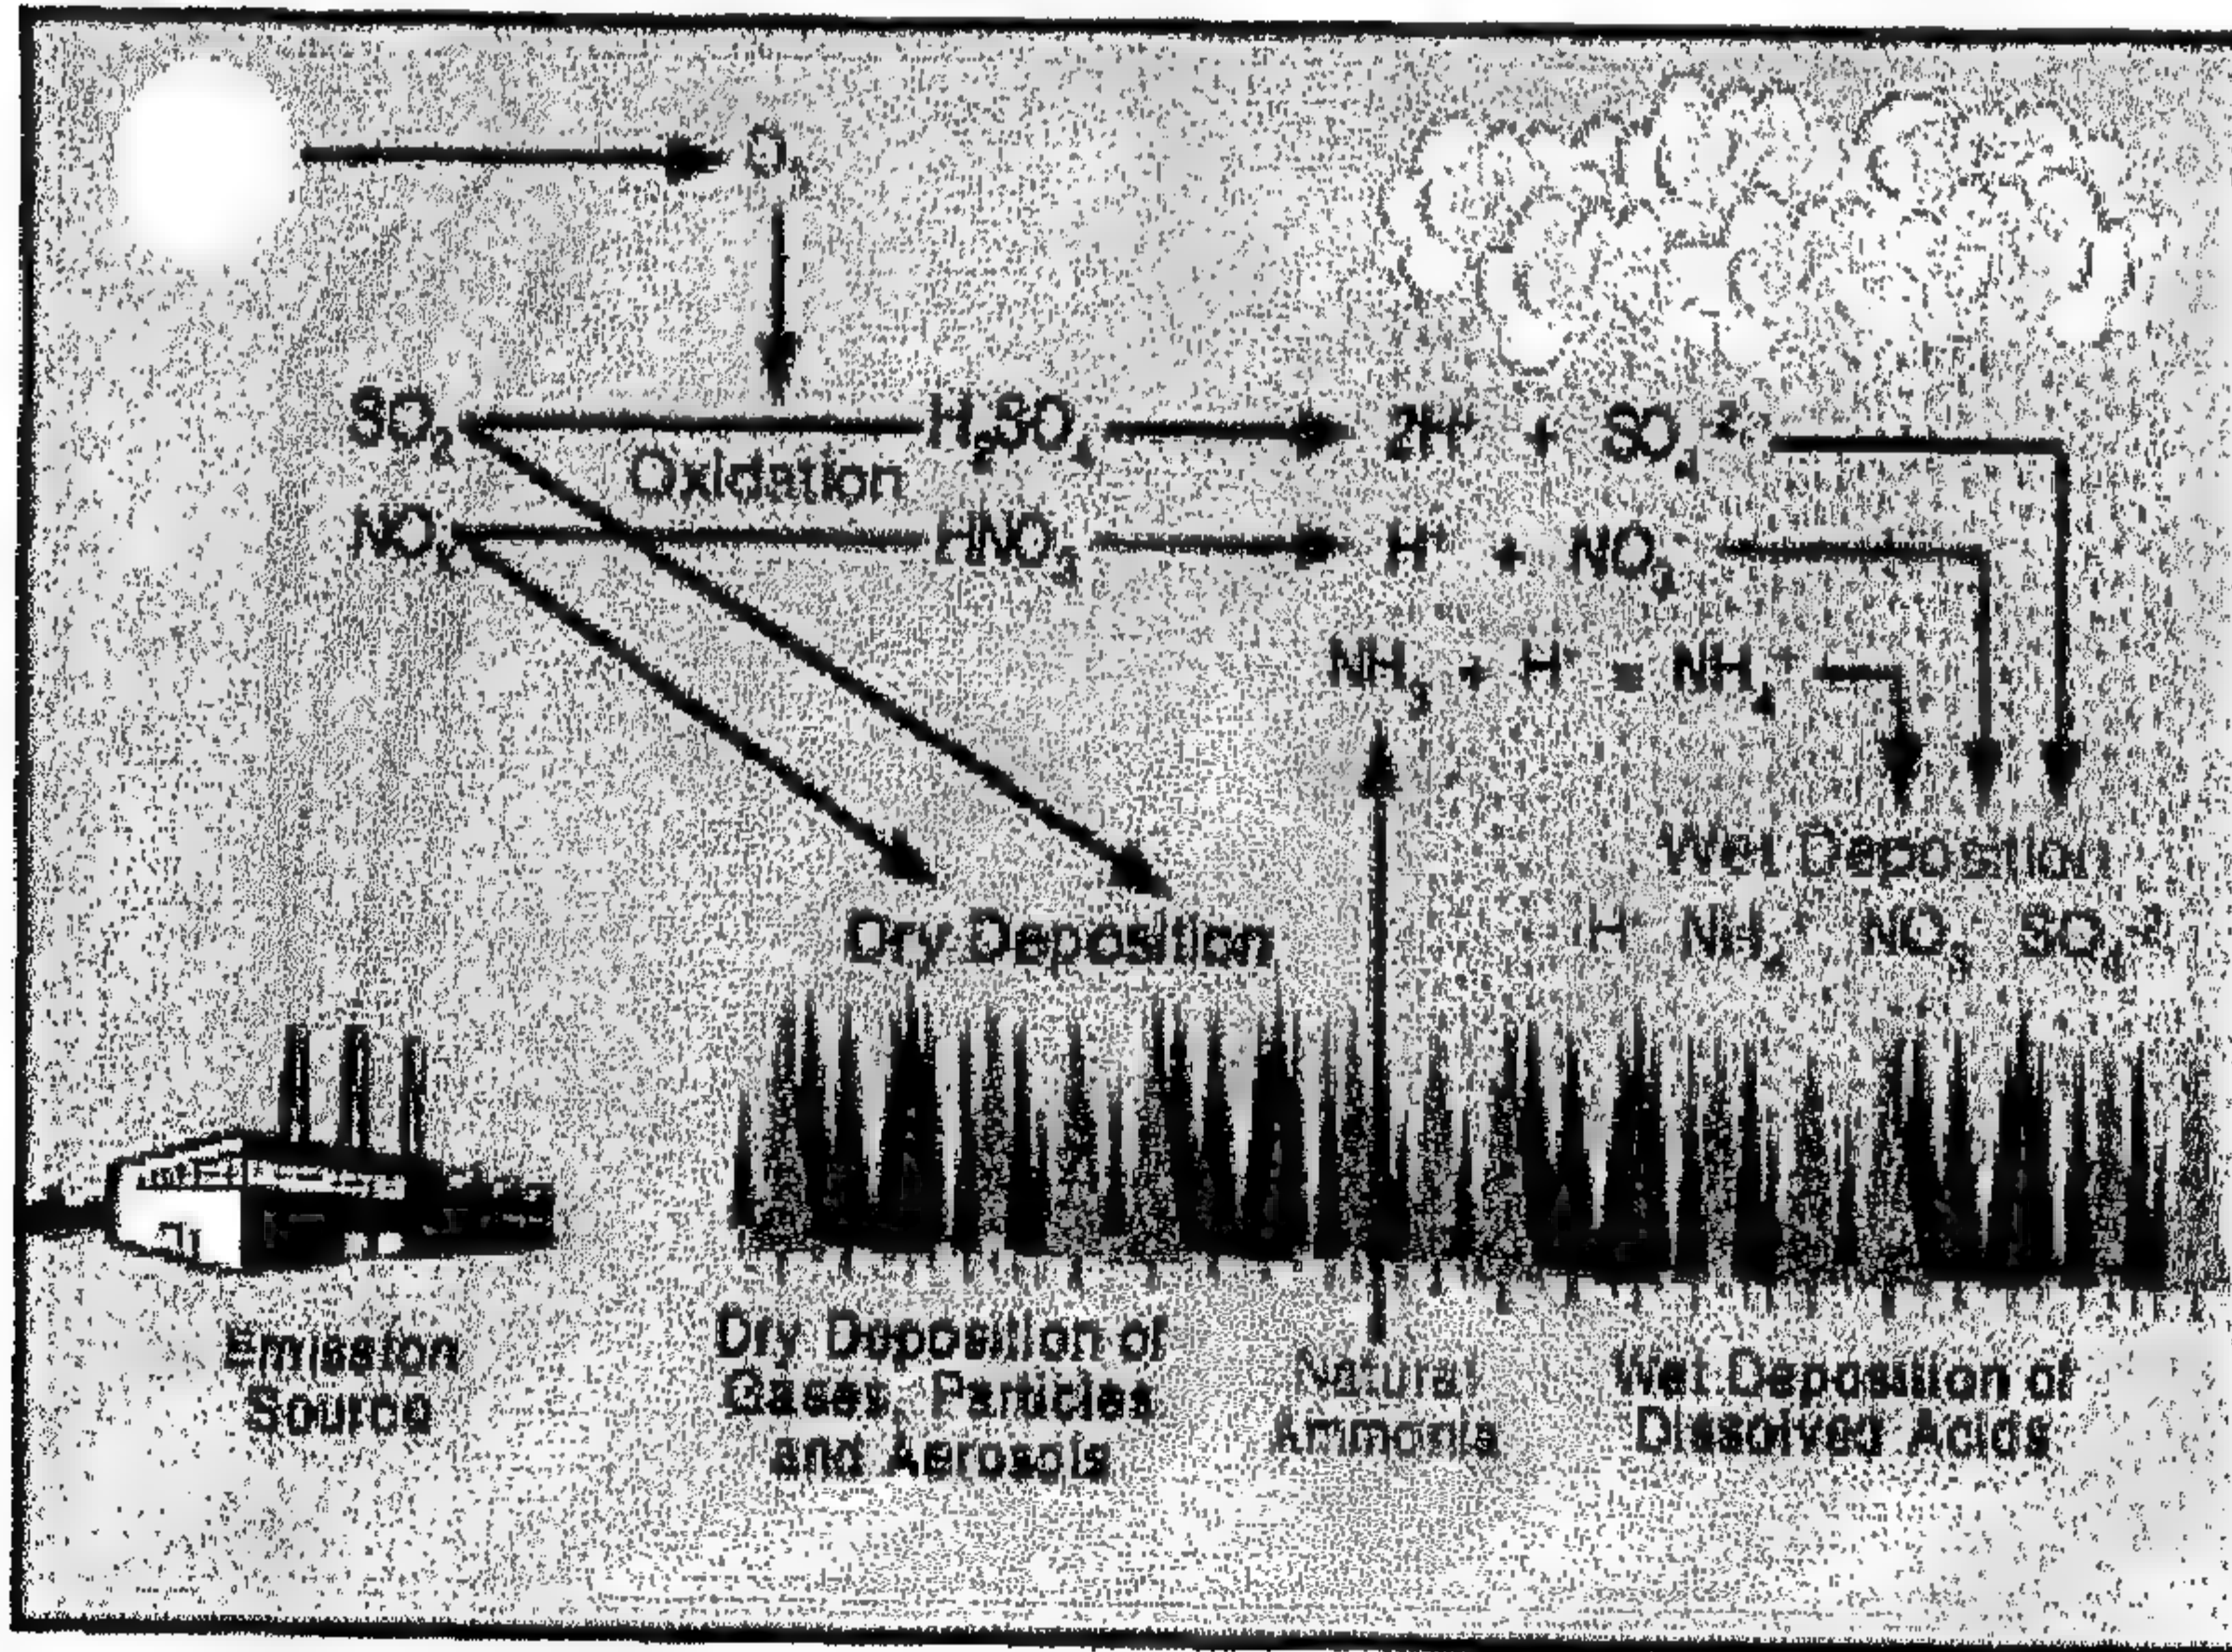 O₃
SO₂ H₂SO₄ 2H⁺ + SO₄⁻²
Oxidation
NOₓ HNO₃ H⁺ + NO₃⁻
NH₃ + H⁺ = NH₄⁺
Wet Deposition
Dry Deposition
H⁺ NH₄⁺ NO₃⁻ SO₄⁻²
Emission
Source
Dry Deposition of
Gases, Particles
and Aerosols
Natural
Ammonia
Wet Deposition of
Dissolved Acids